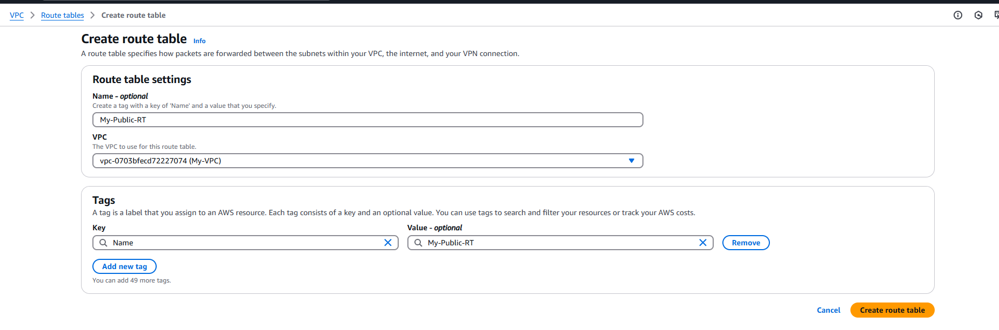 VPC > Route tables > Create route table
Create route table Info
A route table specifies how packets are forwarded between the subnets within your VPC, the internet, and your VPN connection.
Route table settings
Name - optional
Create a tag with a key of 'Name' and a value that you specify.
My-Public-RT
VPC
The VPC to use for this route table.
vpc-0703bfecd72227074 (My-VPC)
Tags
A tag is a label that you assign to an AWS resource. Each tag consists of a key and an optional value. You can use tags to search and filter your resources or track your AWS costs.
Key Value - optional
Name My-Public-RT Remove
Add new tag
You can add 49 more tags.
Cancel Create route table